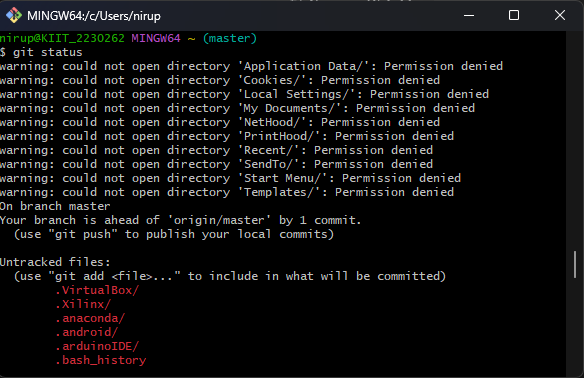 MINGW64:/c/Users/nirup
nirup@KIIT_2230262 MINGW64 ~ (master)
$ git status
warning: could not open directory 'Application Data/': Permission denied
warning: could not open directory 'Cookies/': Permission denied
warning: could not open directory 'Local Settings/': Permission denied
warning: could not open directory 'My Documents/': Permission denied
warning: could not open directory 'NetHood/': Permission denied
warning: could not open directory 'PrintHood/': Permission denied
warning: could not open directory 'Recent/': Permission denied
warning: could not open directory 'SendTo/': Permission denied
warning: could not open directory 'Start Menu/': Permission denied
warning: could not open directory 'Templates/': Permission denied
On branch master
Your branch is ahead of 'origin/master' by 1 commit.
  (use "git push" to publish your local commits)

Untracked files:
  (use "git add <file>..." to include in what will be committed)
        .VirtualBox/
        .Xilinx/
        .anaconda/
        .android/
        .arduinoIDE/
        .bash_history